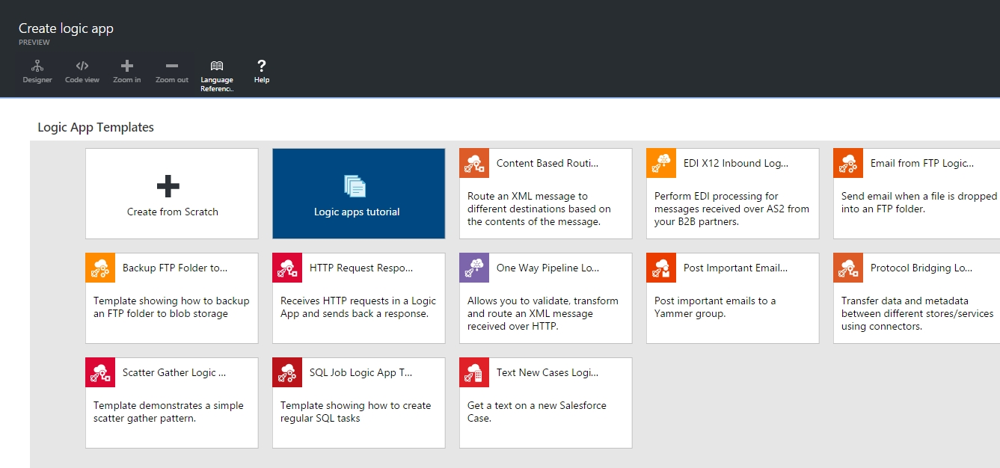 Create logic app
PREVIEW
Designer
Code view
Zoom in
Zoom out
Language
Referenc..
Help
Logic App Templates
Create from Scratch
Logic apps tutorial
Content Based Routi...
Route an XML message to
different destinations based on
the contents of the message.
EDI X12 Inbound Log...
Perform EDI processing for
messages received over AS2 from
your B2B partners.
Email from FTP Logic...
Send email when a file is dropped
into an FTP folder.
Backup FTP Folder to...
Template showing how to backup
an FTP folder to blob storage
HTTP Request Respo...
Receives HTTP requests in a Logic
App and sends back a response.
One Way Pipeline Lo...
Allows you to validate, transform
and route an XML message
received over HTTP.
Post Important Email...
Post important emails to a
Yammer group.
Protocol Bridging Lo...
Transfer data and metadata
between different stores/services
using connectors.
Scatter Gather Logic ...
Template demonstrates a simple
scatter gather pattern.
SQL Job Logic App T...
Template showing how to create
regular SQL tasks
Text New Cases Logi...
Get a text on a new Salesforce
Case.